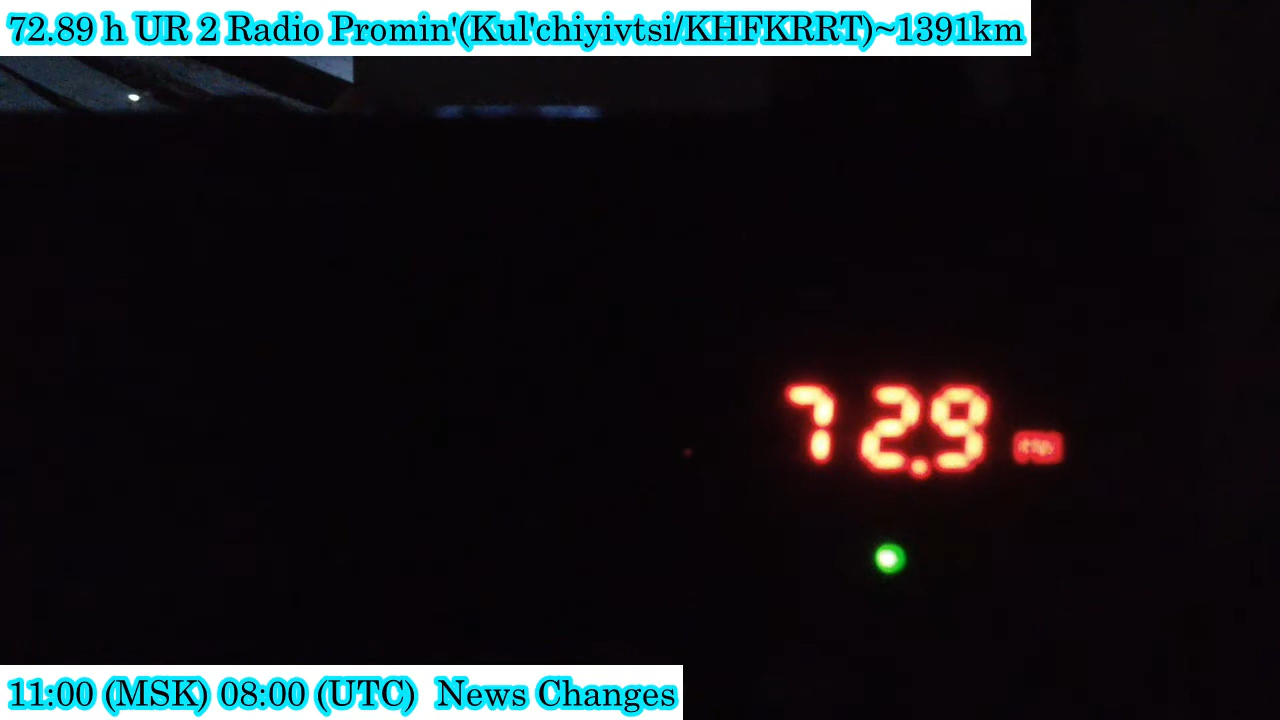 72.89 h UR 2 Radio Promin'(Kul'chiyivtsi/KHFKRRT)~1391km
72.9
11:00 (MSK) 08:00 (UTC)  News Changes